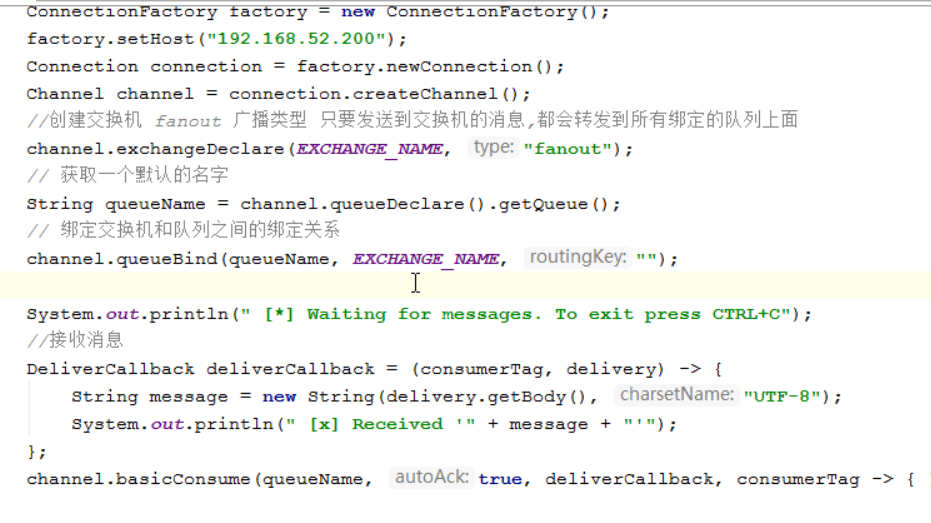 ConnectionFactory factory = new ConnectionFactory();
factory.setHost("192.168.52.200");
Connection connection = factory.newConnection();
Channel channel = connection.createChannel();
//创建交换机 fanout 广播类型 只要发送到交换机的消息,都会转发到所有绑定的队列上面
channel.exchangeDeclare(EXCHANGE_NAME, type: "fanout");
// 获取一个默认的名字
String queueName = channel.queueDeclare().getQueue();
// 绑定交换机和队列之间的绑定关系
channel.queueBind(queueName, EXCHANGE_NAME, routingKey: "");
System.out.println(" [*] Waiting for messages. To exit press CTRL+C");
//接收消息
DeliverCallback deliverCallback = (consumerTag, delivery) -> {
String message = new String(delivery.getBody(), charsetName: "UTF-8");
System.out.println(" [x] Received '" + message + "'");
};
channel.basicConsume(queueName, autoAck: true, deliverCallback, consumerTag -> {